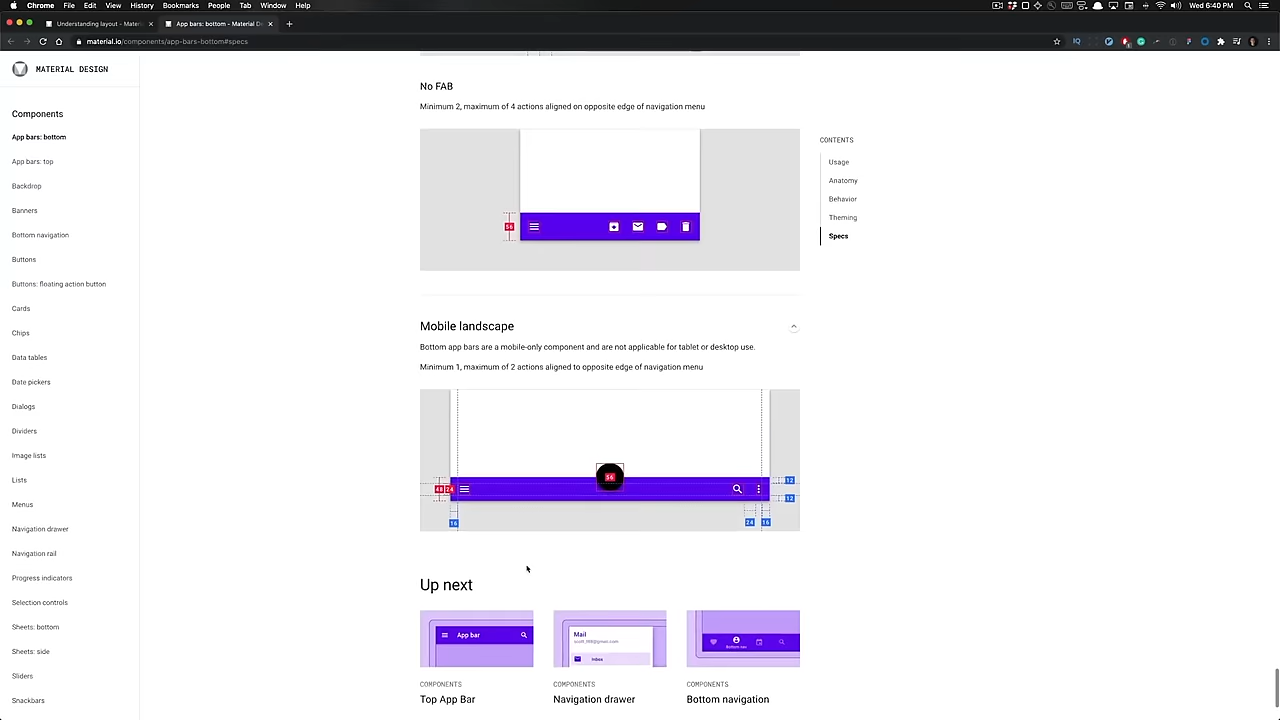 Chrome File Edit View History Bookmarks People Tab Window Help
Wed 6:40 PM
Understanding layout - Materi
App bars: bottom - Material De
material.io/components/app-bars-bottom#specs
MATERIAL DESIGN
Components
App bars: bottom
App bars: top
Backdrop
Banners
Bottom navigation
Buttons
Buttons: floating action button
Cards
Chips
Data tables
Date pickers
Dialogs
Dividers
Image lists
Lists
Menus
Navigation drawer
Navigation rail
Progress indicators
Selection controls
Sheets: bottom
Sheets: side
Sliders
Snackbars
No FAB
Minimum 2, maximum of 4 actions aligned on opposite edge of navigation menu
56
Mobile landscape
Bottom app bars are a mobile-only component and are not applicable for tablet or desktop use.
Minimum 1, maximum of 2 actions aligned to opposite edge of navigation menu
56
48 24
12
12
16
24 16
Up next
App bar
Mail
Inbox
Bottom nav
COMPONENTS
Top App Bar
COMPONENTS
Navigation drawer
COMPONENTS
Bottom navigation
CONTENTS
Usage
Anatomy
Behavior
Theming
Specs